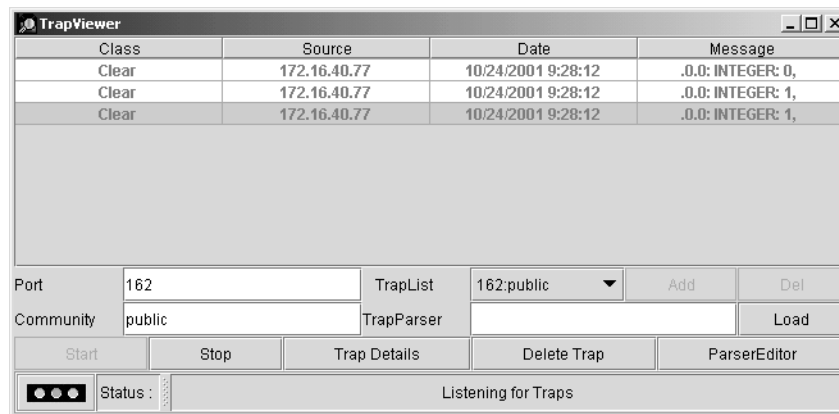 TrapViewer
Class Source Date Message
Clear 172.16.40.77 10/24/2001 9:28:12 .0.0: INTEGER: 0,
Clear 172.16.40.77 10/24/2001 9:28:12 .0.0: INTEGER: 1,
Clear 172.16.40.77 10/24/2001 9:28:12 .0.0: INTEGER: 1,
Port 162 TrapList 162:public Add Del
Community public TrapParser Load
Start Stop Trap Details Delete Trap ParserEditor
Status : Listening for Traps